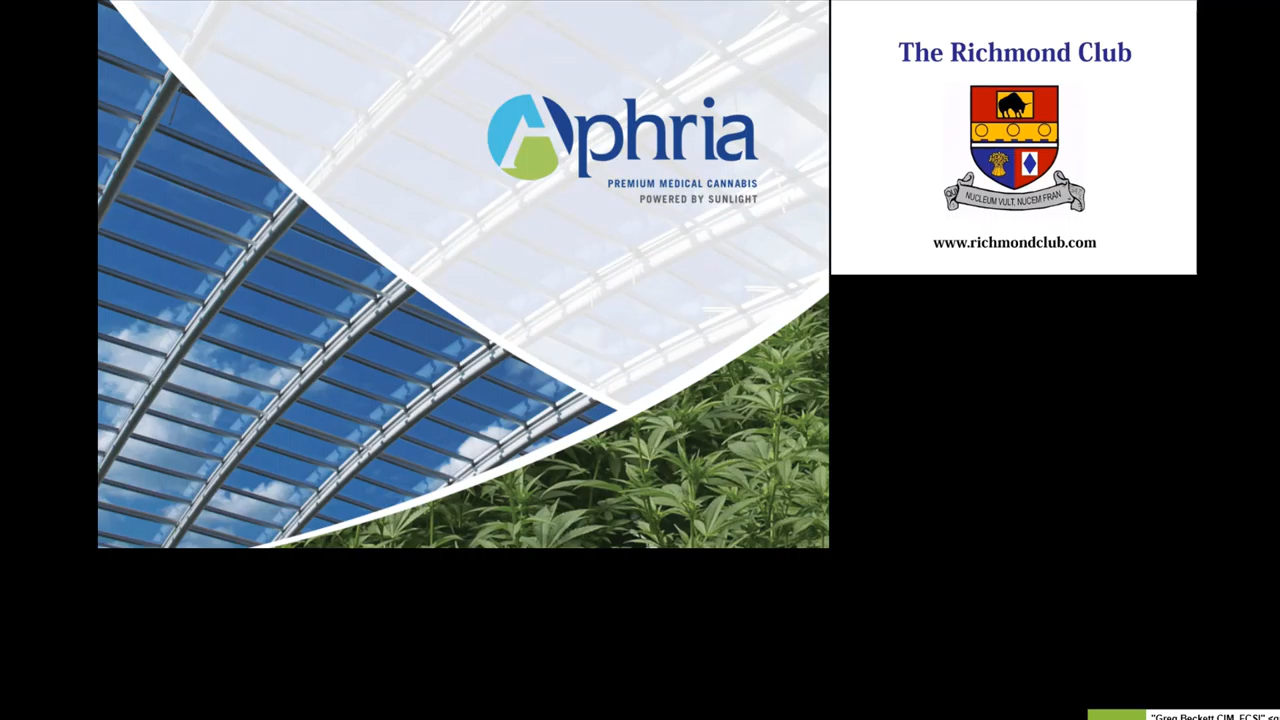 Aphria
PREMIUM MEDICAL CANNABIS
POWERED BY SUNLIGHT
The Richmond Club
NUCLEUM VULT, NUCEM FRAN
www.richmondclub.com
"Greg Beckett CIM, FCSI"